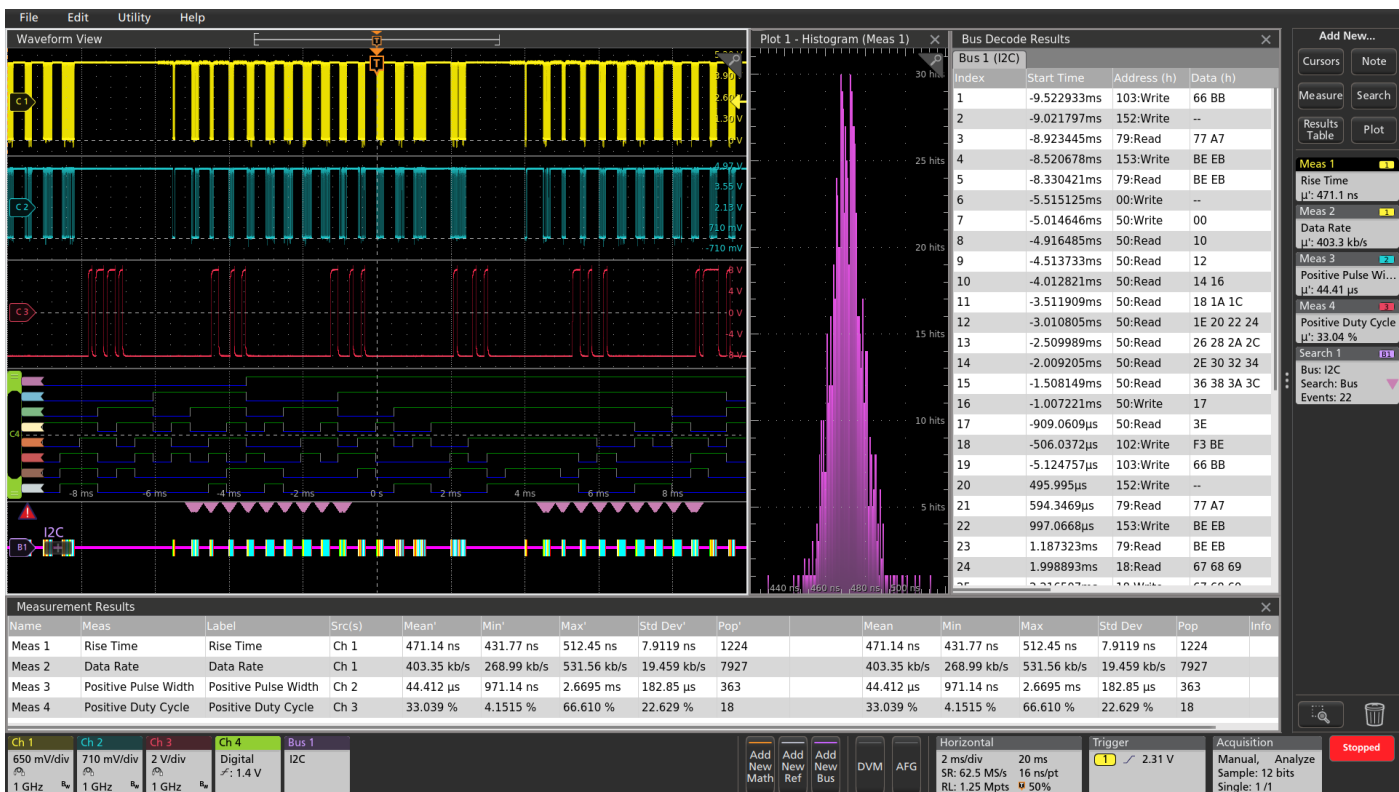 File Edit Utility Help
Waveform View
C 1
3.90
2.60
1.30 V
0 V
C 2
4.97 V
3.55 V
2.13 V
710 mV
-710 mV
C 3
8 V
4 V
0 V
-4 V
-8 V
C4
-8 ms -6 ms -4 ms -2 ms 0 s 2 ms 4 ms 6 ms 8 ms
I2C
B1
Plot 1 - Histogram (Meas 1)
30 hits
25 hits
20 hits
15 hits
10 hits
5 hits
440 ns 460 ns 480 ns 500 ns
Bus Decode Results
Bus 1 (I2C)
Index Start Time Address (h) Data (h)
1 -9.522933ms 103:Write 66 BB
2 -9.021797ms 152:Write --
3 -8.923445ms 79:Read 77 A7
4 -8.520678ms 153:Write BE EB
5 -8.330421ms 79:Read BE EB
6 -5.515125ms 00:Write --
7 -5.014646ms 50:Write 00
8 -4.916485ms 50:Read 10
9 -4.513733ms 50:Read 12
10 -4.012821ms 50:Read 14 16
11 -3.511909ms 50:Read 18 1A 1C
12 -3.010805ms 50:Read 1E 20 22 24
13 -2.509989ms 50:Read 26 28 2A 2C
14 -2.009205ms 50:Read 2E 30 32 34
15 -1.508149ms 50:Read 36 38 3A 3C
16 -1.007221ms 50:Write 17
17 -909.0609µs 50:Read 3E
18 -506.0372µs 102:Write F3 BE
19 -5.124757µs 103:Write 66 BB
20 495.995µs 152:Write --
21 594.3469µs 79:Read 77 A7
22 997.0668µs 153:Write BE EB
23 1.187323ms 79:Read BE EB
24 1.998893ms 18:Read 67 68 69
Add New...
Cursors Note
Measure Search
Results Table Plot
Meas 1 1
Rise Time
µ': 471.1 ns
Meas 2 1
Data Rate
µ': 403.3 kb/s
Meas 3 2
Positive Pulse Wi...
µ': 44.41 µs
Meas 4 3
Positive Duty Cycle
µ': 33.04 %
Search 1 B1
Bus: I2C
Search: Bus
Events: 22
Measurement Results
Name Meas Label Src(s) Mean' Min' Max' Std Dev' Pop' Mean Min Max Std Dev Pop Info
Meas 1 Rise Time Rise Time Ch 1 471.14 ns 431.77 ns 512.45 ns 7.9119 ns 1224 471.14 ns 431.77 ns 512.45 ns 7.9119 ns 1224
Meas 2 Data Rate Data Rate Ch 1 403.35 kb/s 268.99 kb/s 531.56 kb/s 19.459 kb/s 7927 403.35 kb/s 268.99 kb/s 531.56 kb/s 19.459 kb/s 7927
Meas 3 Positive Pulse Width Positive Pulse Width Ch 2 44.412 µs 971.14 ns 2.6695 ms 182.85 µs 363 44.412 µs 971.14 ns 2.6695 ms 182.85 µs 363
Meas 4 Positive Duty Cycle Positive Duty Cycle Ch 3 33.039 % 4.1515 % 66.610 % 22.629 % 18 33.039 % 4.1515 % 66.610 % 22.629 % 18
Ch 1
650 mV/div
1 GHz Bw
Ch 2
710 mV/div
1 GHz Bw
Ch 3
2 V/div
1 GHz Bw
Ch 4
Digital
: 1.4 V
Bus 1
I2C
Add New Math
Add New Ref
Add New Bus
DVM
AFG
Horizontal
2 ms/div 20 ms
SR: 62.5 MS/s 16 ns/pt
RL: 1.25 Mpts 50%
Trigger
1 2.31 V
Acquisition
Manual, Analyze
Sample: 12 bits
Single: 1 /1
Stopped